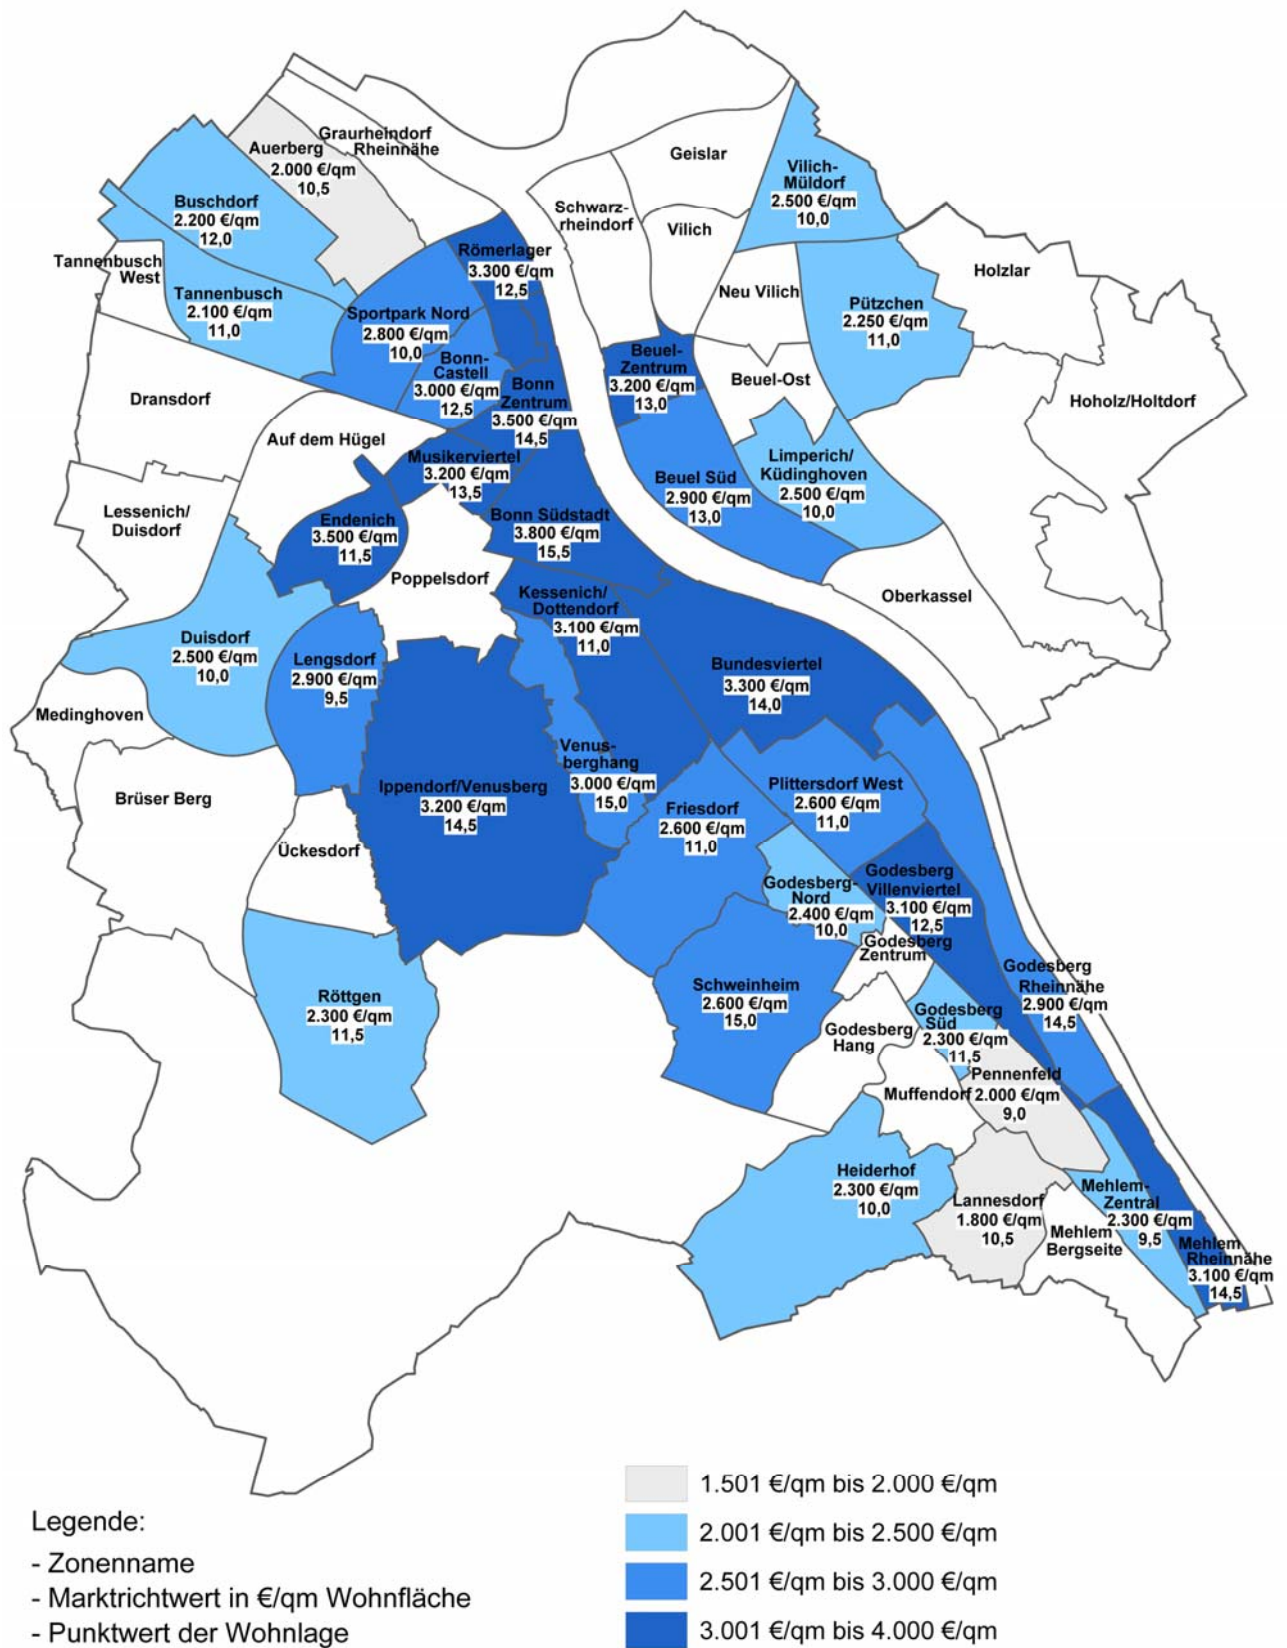 Graurheindorf
Rheinnähe
Auerberg
2.000 €/qm
10,5
Geislar
Vilich-
Müldorf
2.500 €/qm
10,0
Buschdorf
2.200 €/qm
12,0
Schwarz-
rheindorf
Vilich
Römerlager
3.300 €/qm
12,5
Tannenbusch
West
Holzlar
Neu Vilich
Tannenbusch
2.100 €/qm
11,0
Pützchen
2.250 €/qm
11,0
Sportpark Nord
2.800 €/qm
10,0
Bonn-
Castell
3.000 €/qm
12,5
Beuel-
Zentrum
3.200 €/qm
13,0
Beuel-Ost
Bonn
Zentrum
3.500 €/qm
14,5
Dransdorf
Hoholz/Holtdorf
Auf dem Hügel
Musikerviertel
3.200 €/qm
13,5
Limperich/
Küdinghoven
2.500 €/qm
10,0
Beuel Süd
2.900 €/qm
13,0
Lessenich/
Duisdorf
Endenich
3.500 €/qm
11,5
Bonn Südstadt
3.800 €/qm
15,5
Poppelsdorf
Kessenich/
Dottendorf
3.100 €/qm
11,0
Oberkassel
Duisdorf
2.500 €/qm
10,0
Lengsdorf
2.900 €/qm
9,5
Bundesviertel
3.300 €/qm
14,0
Medinghoven
Venus-
berghang
3.000 €/qm
15,0
Ippendorf/Venusberg
3.200 €/qm
14,5
Plittersdorf West
2.600 €/qm
11,0
Brüser Berg
Friesdorf
2.600 €/qm
11,0
Ückesdorf
Godesberg
Villenviertel
3.100 €/qm
12,5
Godesberg-
Nord
2.400 €/qm
10,0
Godesberg
Zentrum
Godesberg
Rheinnähe
2.900 €/qm
14,5
Schweinheim
2.600 €/qm
15,0
Röttgen
2.300 €/qm
11,5
Godesberg
Süd
2.300 €/qm
11,5
Godesberg
Hang
Pennenfeld
2.000 €/qm
9,0
Muffendorf
Heiderhof
2.300 €/qm
10,0
Lannesdorf
1.800 €/qm
10,5
Mehlem-
Zentral
2.300 €/qm
9,5
Mehlem
Bergseite
Mehlem
Rheinnähe
3.100 €/qm
14,5
Legende:
- Zonenname
- Marktrichtwert in €/qm Wohnfläche
- Punktwert der Wohnlage
1.501 €/qm bis 2.000 €/qm
2.001 €/qm bis 2.500 €/qm
2.501 €/qm bis 3.000 €/qm
3.001 €/qm bis 4.000 €/qm